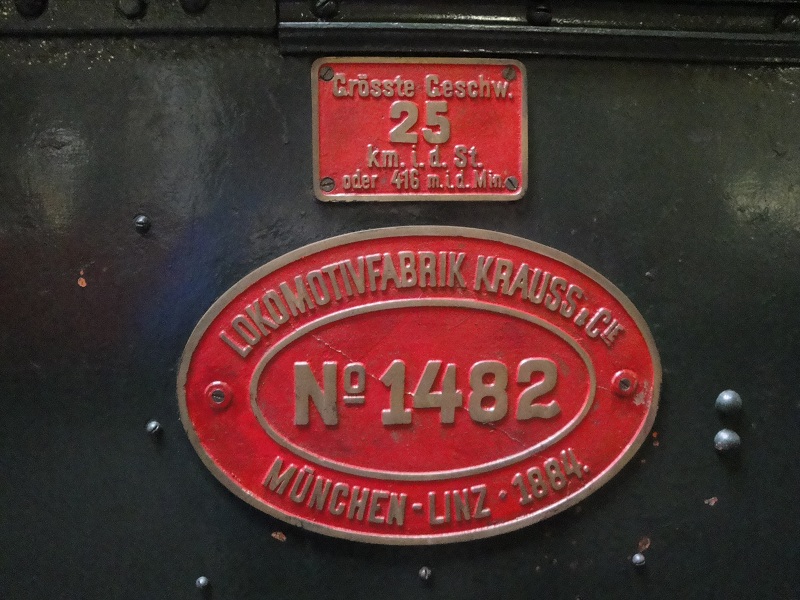 Grösste Geschw.
25
km. i. d. St.
oder 416 m. i. d. Min.
LOKOMOTIVFABRIK KRAUSS & CIE
No 1482
MÜNCHEN - LINZ · 1884.